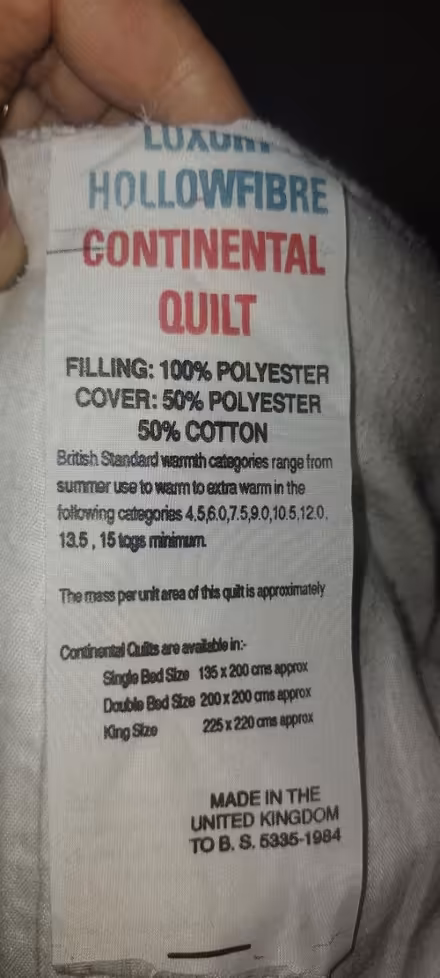 LUXURY
HOLLOWFIBRE
CONTINENTAL
QUILT
FILLING: 100% POLYESTER
COVER: 50% POLYESTER
50% COTTON
British Standard warmth categories range from
summer use to warm to extra warm in the
following categories 4.5,6.0,7.5,9.0,10.5,12.0,
13.5 , 15 togs minimum.
The mass per unit area of this quilt is approximately
Continental Quilts are available in:-
Single Bed Size 135 x 200 cms approx
Double Bed Size 200 x 200 cms approx
King Size 225 x 220 cms approx
MADE IN THE
UNITED KINGDOM
TO B. S. 5335-1984